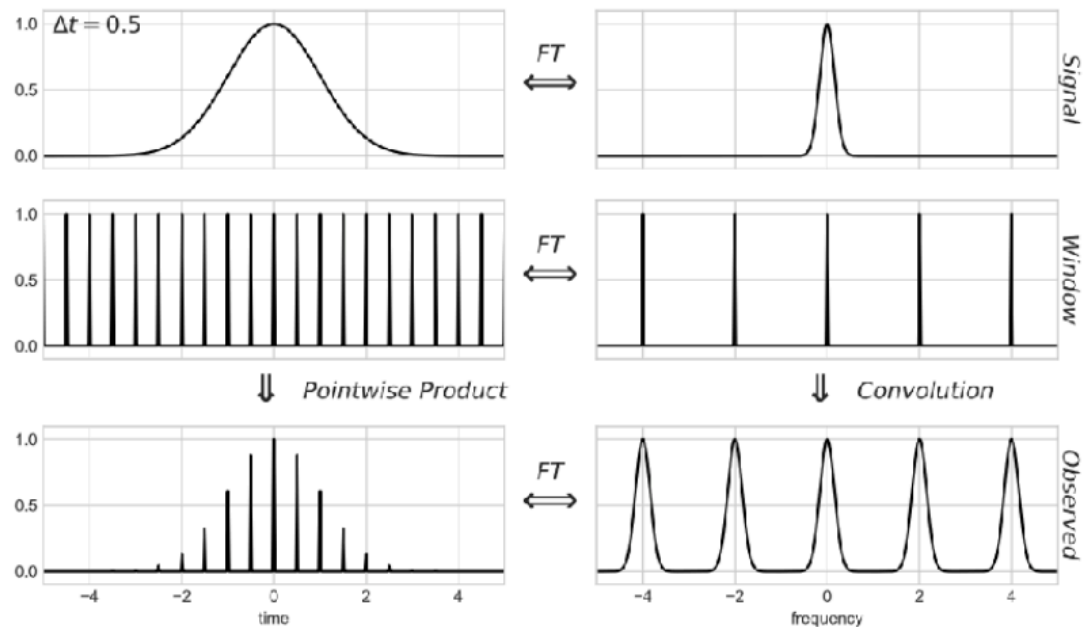 Δt = 0.5
1.0
0.5
0.0
FT
⟺
Signal
1.0
0.5
0.0
FT
⟺
Window
⇓ Pointwise Product
⇓ Convolution
1.0
0.5
0.0
FT
⟺
Observed
−4 −2 0 2 4
time
−4 −2 0 2 4
frequency